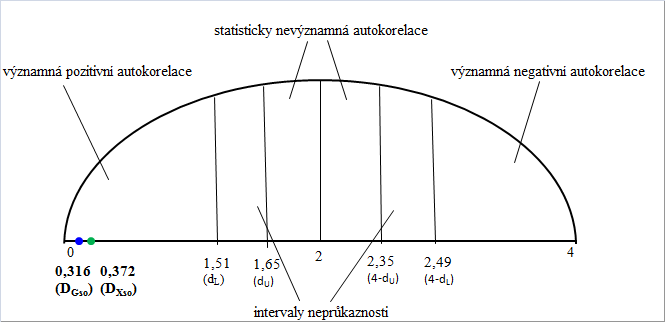 statisticky nevýznamná autokorelace
významná pozitivní autokorelace
významná negativní autokorelace
0
2
4
0,316
(DGso)
0,372
(DXso)
1,51
(dL)
1,65
(dU)
2,35
(4-dU)
2,49
(4-dL)
intervaly neprůkaznosti